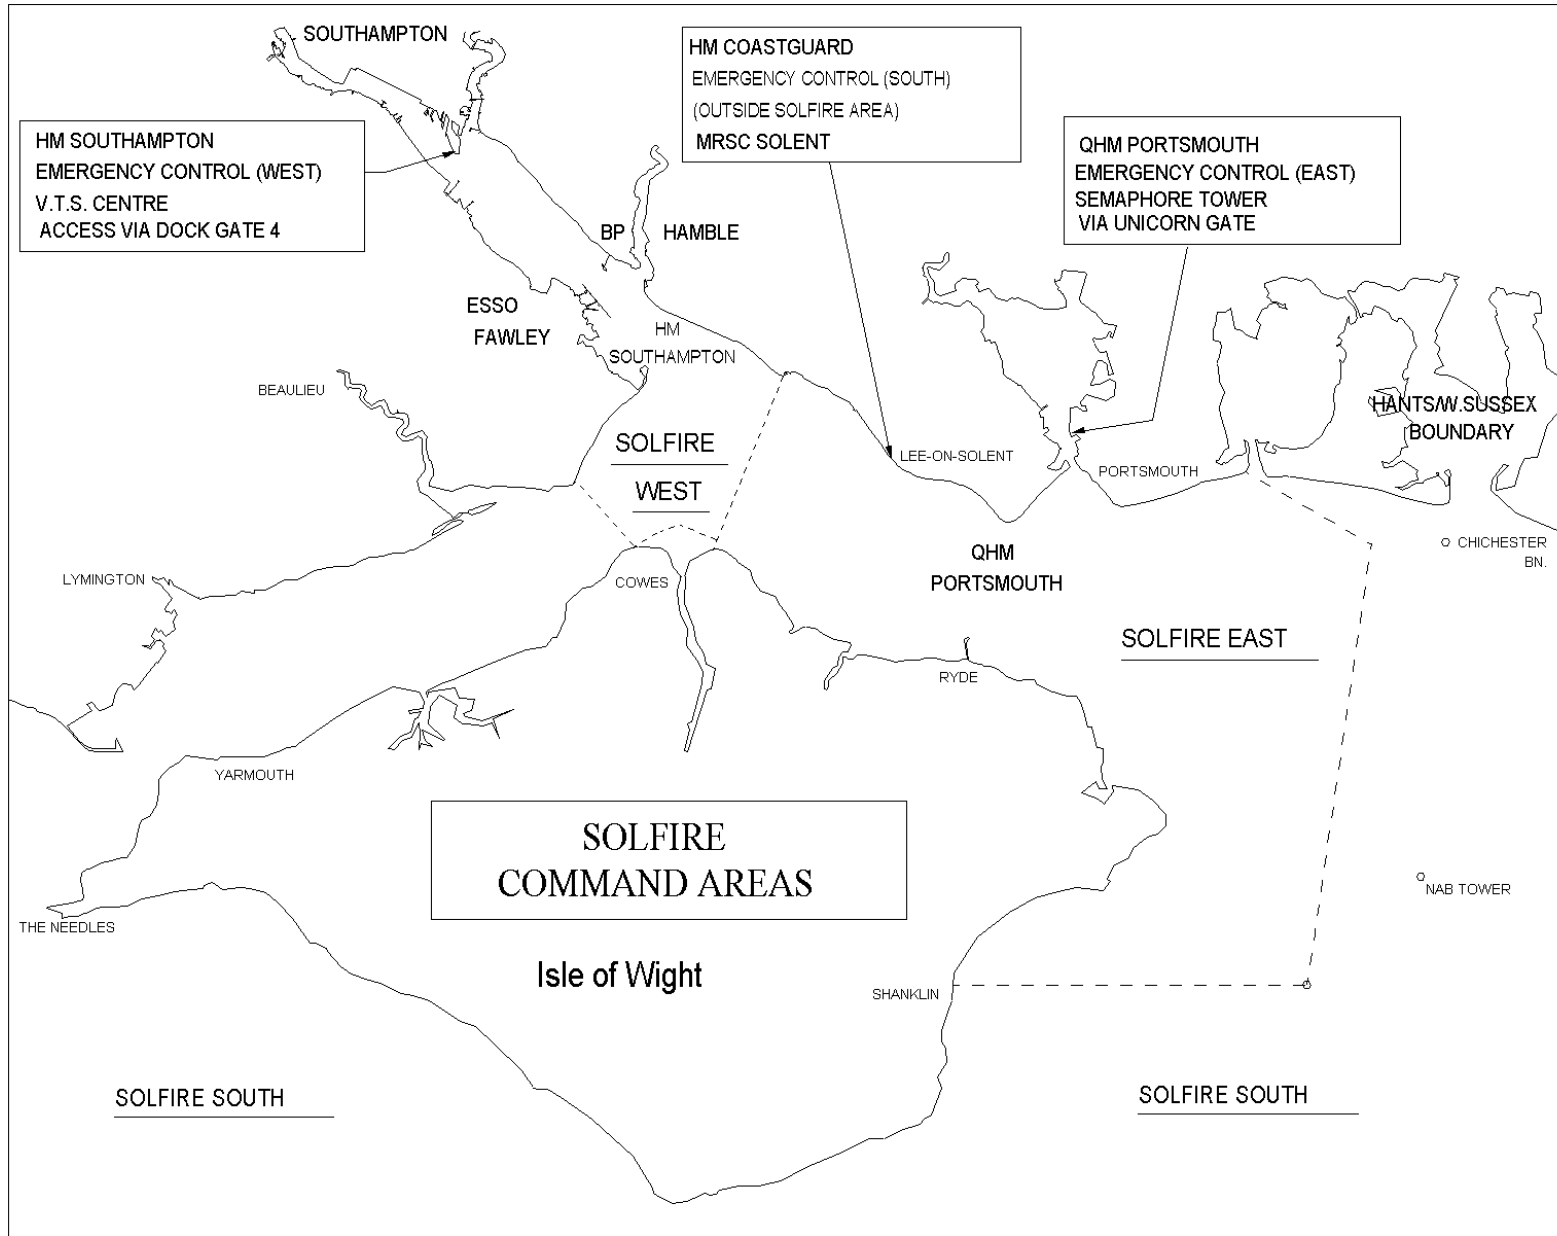 SOUTHAMPTON
HM COASTGUARD
EMERGENCY CONTROL (SOUTH)
(OUTSIDE SOLFIRE AREA)
MRSC SOLENT
HM SOUTHAMPTON
EMERGENCY CONTROL (WEST)
V.T.S. CENTRE
ACCESS VIA DOCK GATE 4
QHM PORTSMOUTH
EMERGENCY CONTROL (EAST)
SEMAPHORE TOWER
VIA UNICORN GATE
BP
HAMBLE
ESSO
FAWLEY
HM
SOUTHAMPTON
BEAULIEU
HANTS/W.SUSSEX
BOUNDARY
SOLFIRE
WEST
LEE-ON-SOLENT
PORTSMOUTH
CHICHESTER
BN.
QHM
PORTSMOUTH
LYMINGTON
COWES
SOLFIRE EAST
RYDE
YARMOUTH
SOLFIRE
COMMAND AREAS
NAB TOWER
THE NEEDLES
Isle of Wight
SHANKLIN
SOLFIRE SOUTH
SOLFIRE SOUTH